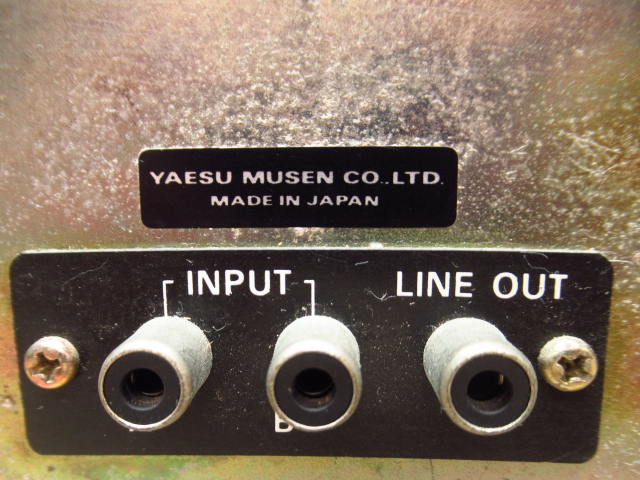 YAESU MUSEN CO.,LTD.
MADE IN JAPAN
INPUT
LINE OUT
B